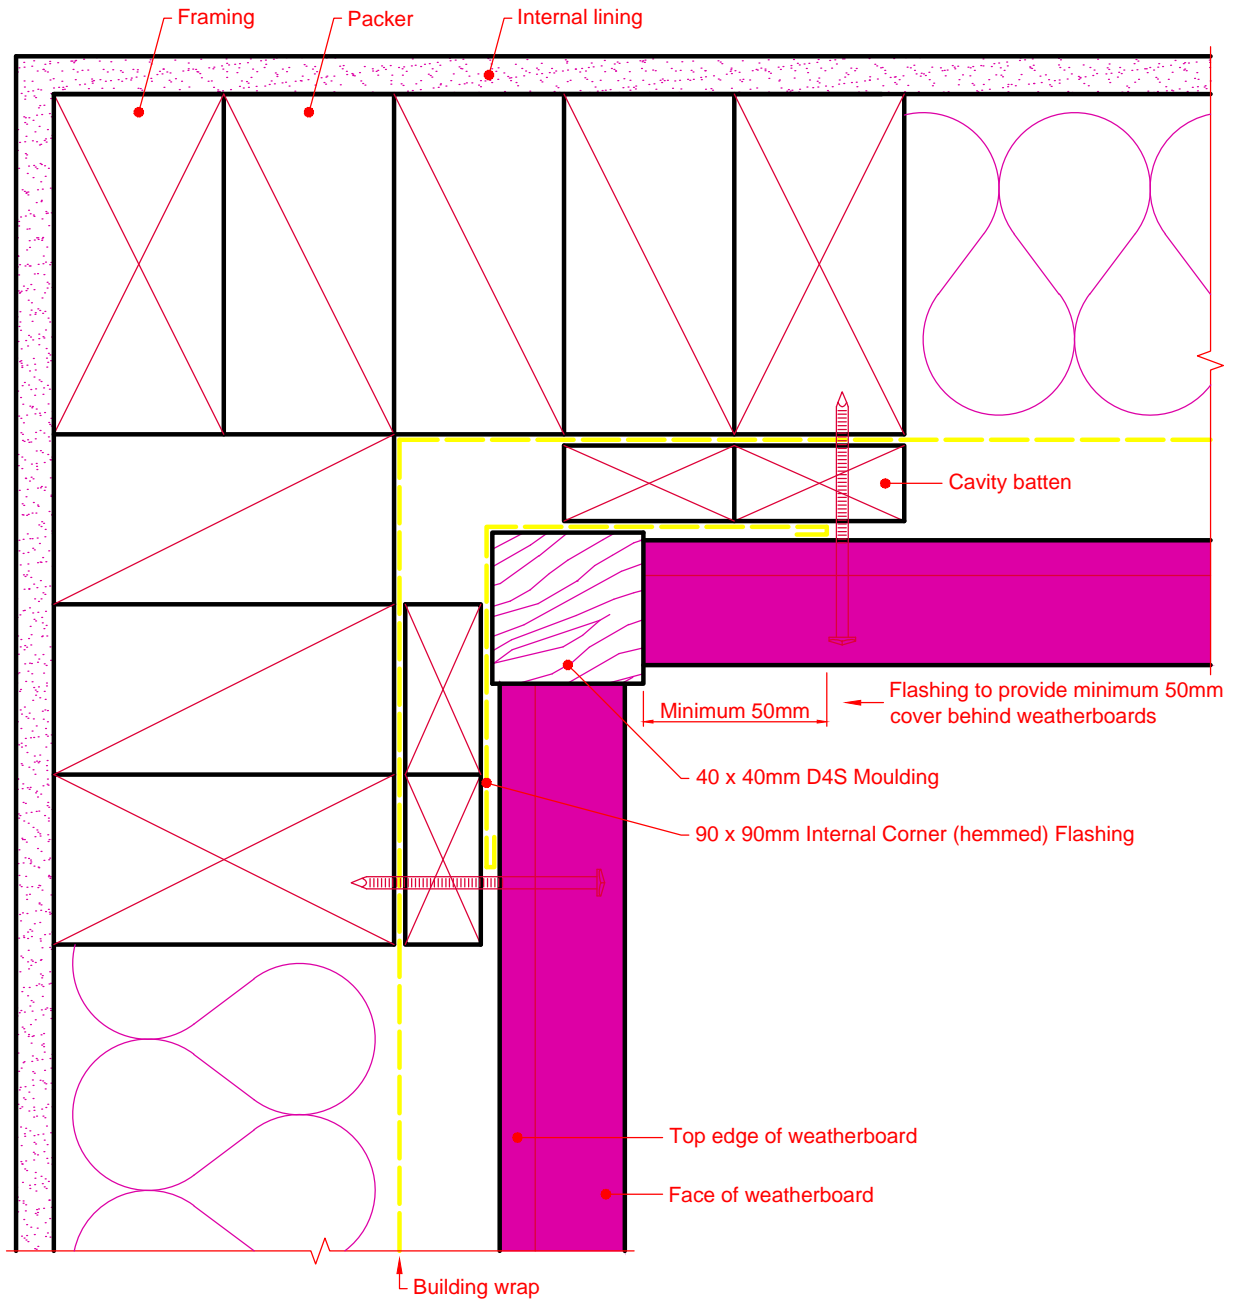 Framing
Packer
Internal lining
Cavity batten
Flashing to provide minimum 50mm
cover behind weatherboards
Minimum 50mm
40 x 40mm D4S Moulding
90 x 90mm Internal Corner (hemmed) Flashing
Top edge of weatherboard
Face of weatherboard
Building wrap